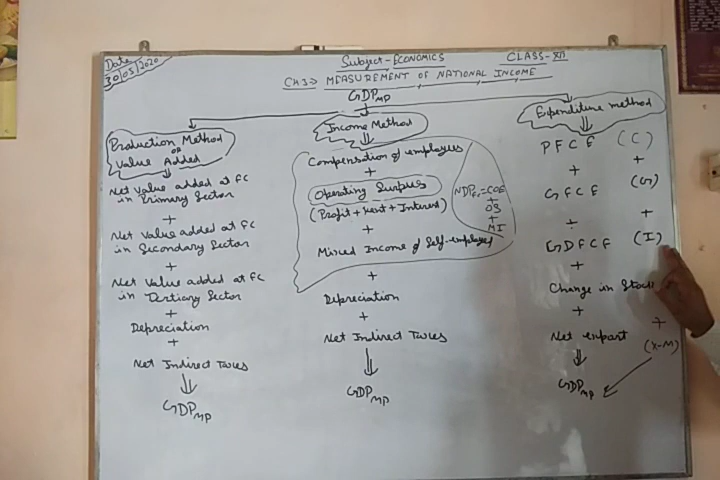 Date
30/05/2020
Subject-ECONOMICS
CLASS-XII
CH3⇒ MEASUREMENT OF NATIONAL INCOME
GDPMP
Production Method
or
Value Added
⇓
Net Value added at FC
in Primary Sector
+
Net Value added at FC
in Secondary Sector
+
Net Value added at FC
in Tertiary Sector
+
Depreciation
+
Net Indirect Taxes
⇓
GDPMP
Income Method
⇓
Compensation of employees
+
Operating Surplus
(Profit + Rent + Interest)
+
Mixed Income of Self-employed
NDPFC=COE
+
OS
+
MI
+
Depreciation
+
Net Indirect Taxes
⇓
GDPMP
Expenditure method
⇓
PFCE (C)
+ +
GFCE (G)
+ +
GDFCF (I)
+
Change in Stock
+ +
Net export (X-M)
⇓
GDPMP